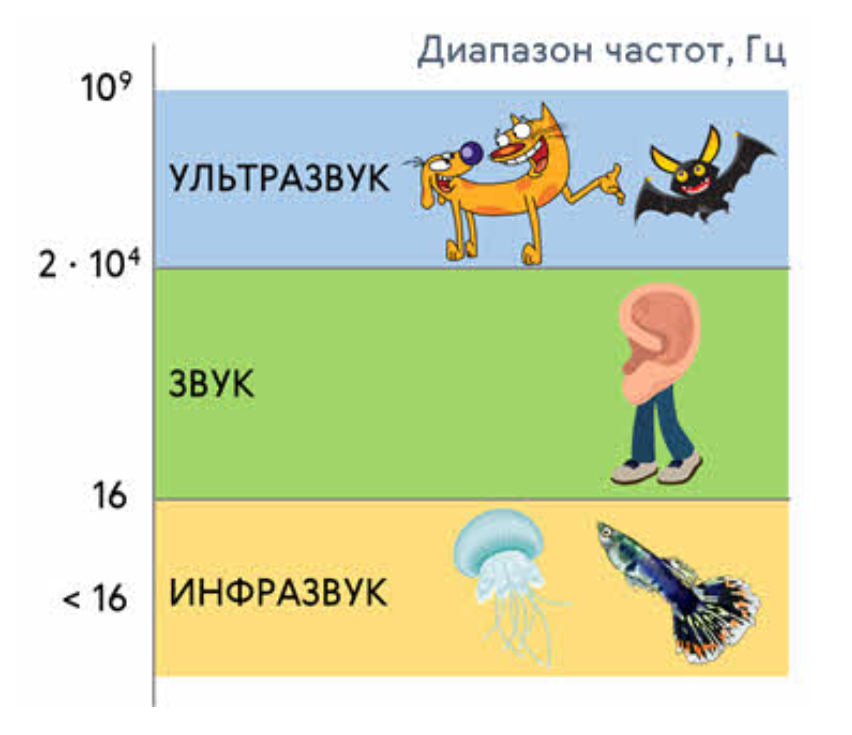 Диапазон частот, Гц
10⁹
УЛЬТРАЗВУК
2 · 10⁴
ЗВУК
16
< 16 ИНФРАЗВУК